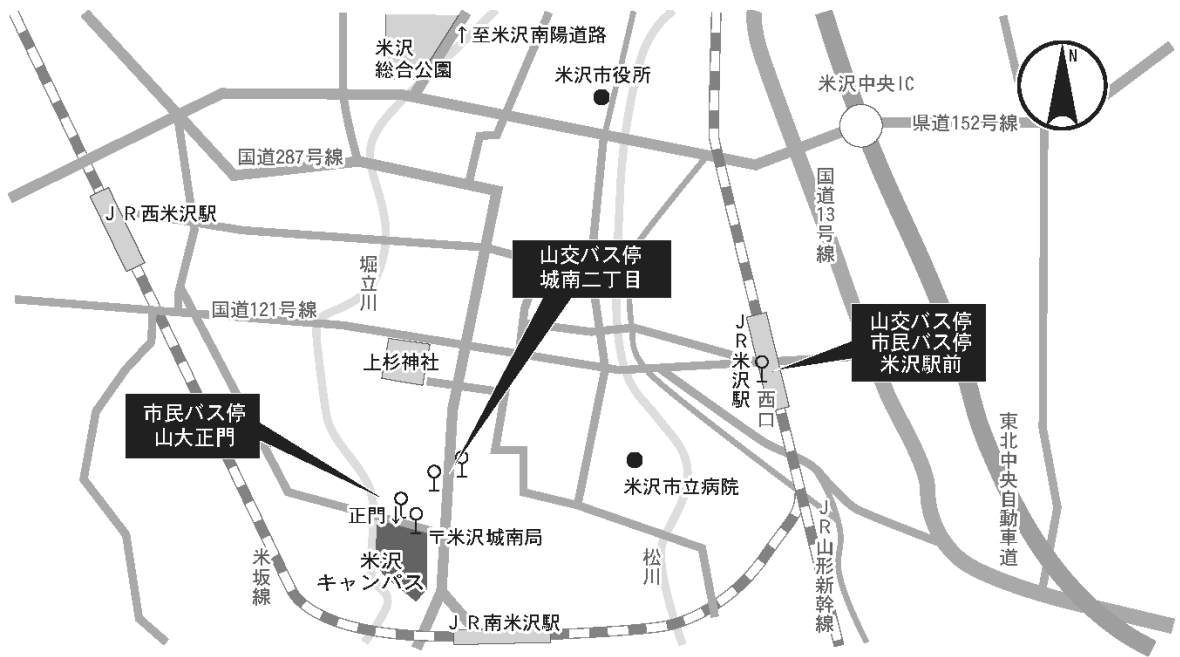 ↑至米沢南陽道路
米沢
総合公園
米沢市役所
米沢中央IC
N
県道152号線
国道287号線
国道13号線
JR西米沢駅
山交バス停
城南二丁目
堀立川
国道121号線
山交バス停
市民バス停
米沢駅前
JR米沢駅
西口
上杉神社
市民バス停
山大正門
東北中央自動車道
米沢市立病院
正門↓
〒米沢城南局
米沢
キャンパス
米坂線
松川
JR山形新幹線
JR南米沢駅